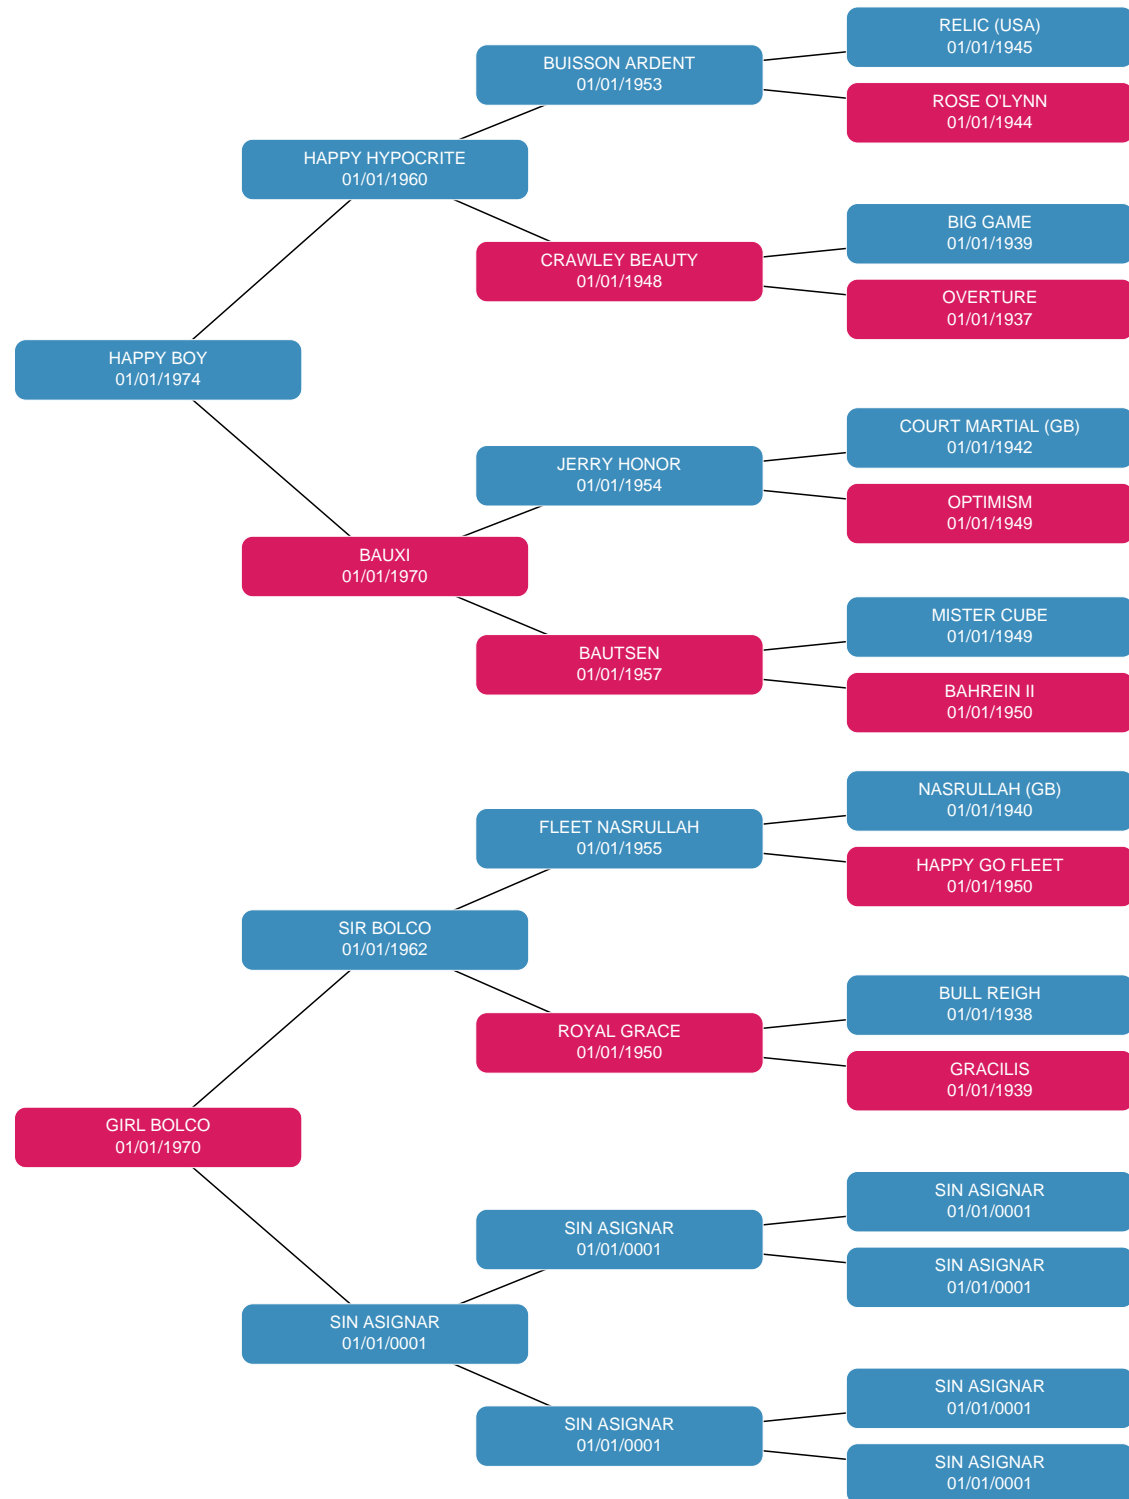 RELIC (USA)
01/01/1945
BUISSON ARDENT
01/01/1953
ROSE O'LYNN
01/01/1944
HAPPY HYPOCRITE
01/01/1960
BIG GAME
01/01/1939
CRAWLEY BEAUTY
01/01/1948
OVERTURE
01/01/1937
HAPPY BOY
01/01/1974
COURT MARTIAL (GB)
01/01/1942
JERRY HONOR
01/01/1954
OPTIMISM
01/01/1949
BAUXI
01/01/1970
MISTER CUBE
01/01/1949
BAUTSEN
01/01/1957
BAHREIN II
01/01/1950
NASRULLAH (GB)
01/01/1940
FLEET NASRULLAH
01/01/1955
HAPPY GO FLEET
01/01/1950
SIR BOLCO
01/01/1962
BULL REIGH
01/01/1938
ROYAL GRACE
01/01/1950
GRACILIS
01/01/1939
GIRL BOLCO
01/01/1970
SIN ASIGNAR
01/01/0001
SIN ASIGNAR
01/01/0001
SIN ASIGNAR
01/01/0001
SIN ASIGNAR
01/01/0001
SIN ASIGNAR
01/01/0001
SIN ASIGNAR
01/01/0001
SIN ASIGNAR
01/01/0001